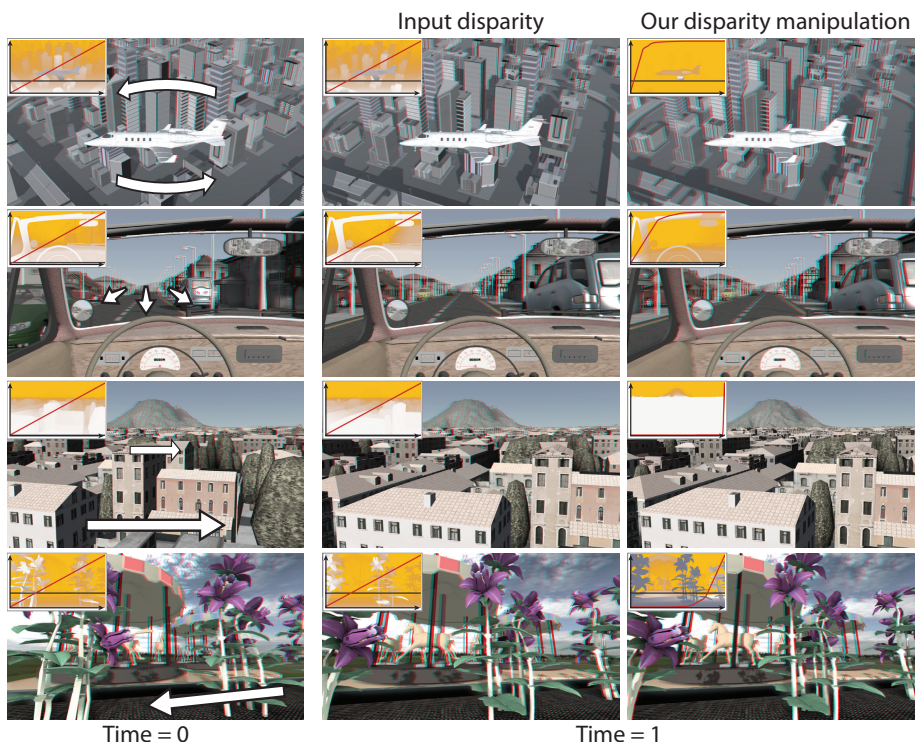 Input disparity
Our disparity manipulation
Time = 0
Time = 1